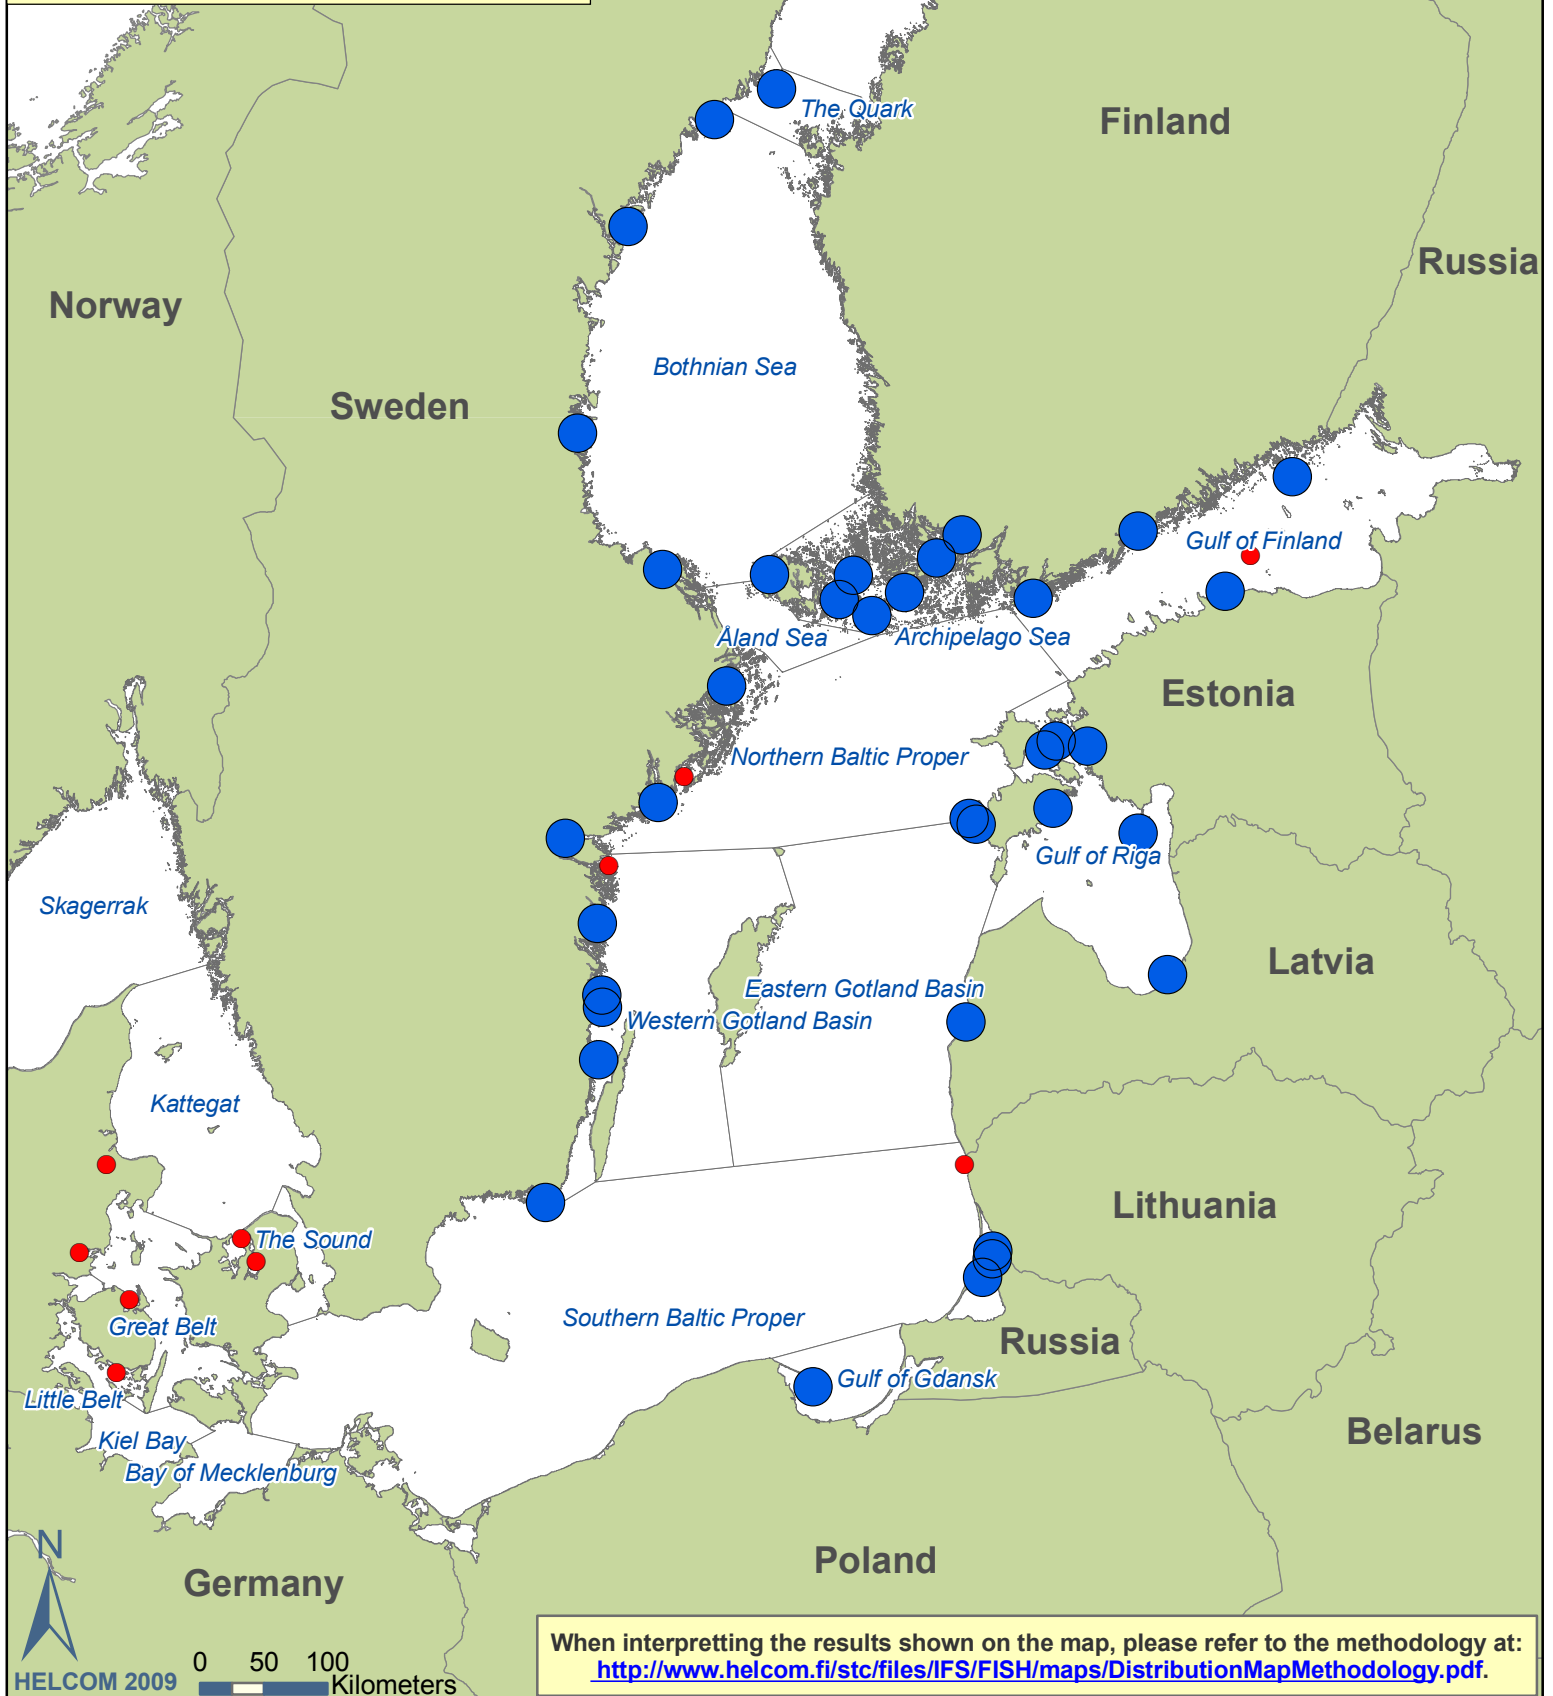 The Quark
Finland
Russia
Norway
Bothnian Sea
Sweden
Gulf of Finland
Åland Sea
Archipelago Sea
Estonia
Northern Baltic Proper
Gulf of Riga
Skagerrak
Latvia
Eastern Gotland Basin
Western Gotland Basin
Kattegat
Lithuania
The Sound
Southern Baltic Proper
Great Belt
Russia
Gulf of Gdansk
Little Belt
Kiel Bay
Belarus
Bay of Mecklenburg
N
Poland
Germany
When interpretting the results shown on the map, please refer to the methodology at:
http://www.helcom.fi/stc/files/IFS/FISH/maps/DistributionMapMethodology.pdf.
0 50 100
HELCOM 2009
Kilometers